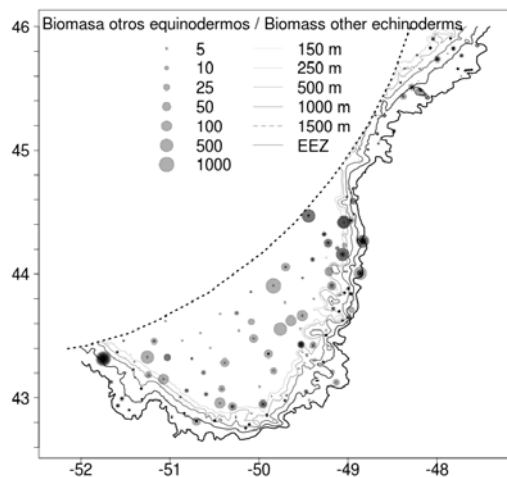 Biomasa otros equinodermos / Biomass other echinoderms
46
5
150 m
10
250 m
25
500 m
50
1000 m
100
1500 m
500
EEZ
1000
45
44
43
-52
-51
-50
-49
-48